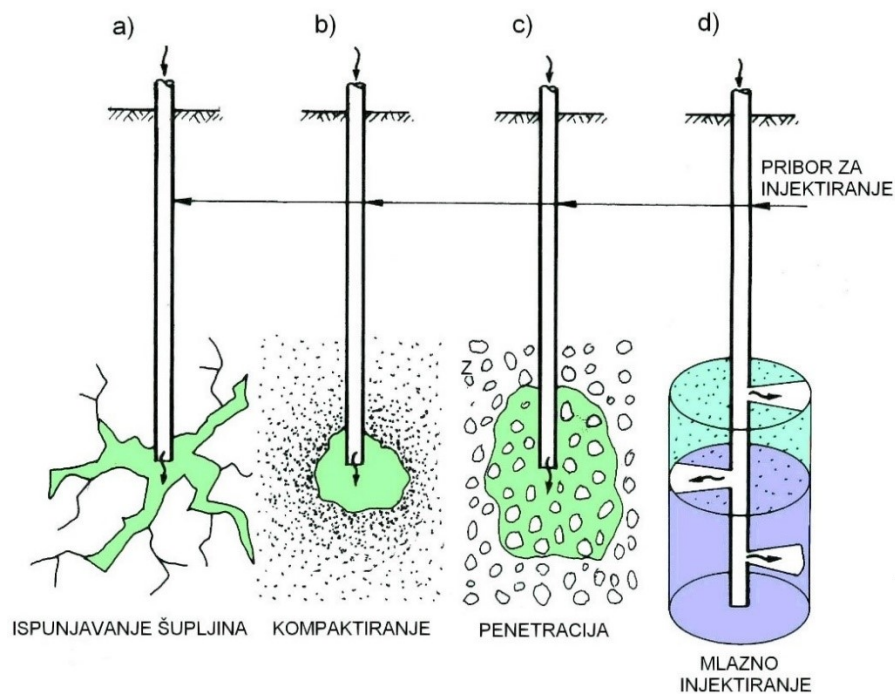 a)
b)
c)
d)
PRIBOR ZA
INJEKTIRANJE
Z
ISPUNJAVANJE ŠUPLJINA
KOMPAKTIRANJE
PENETRACIJA
MLAZNO
INJEKTIRANJE